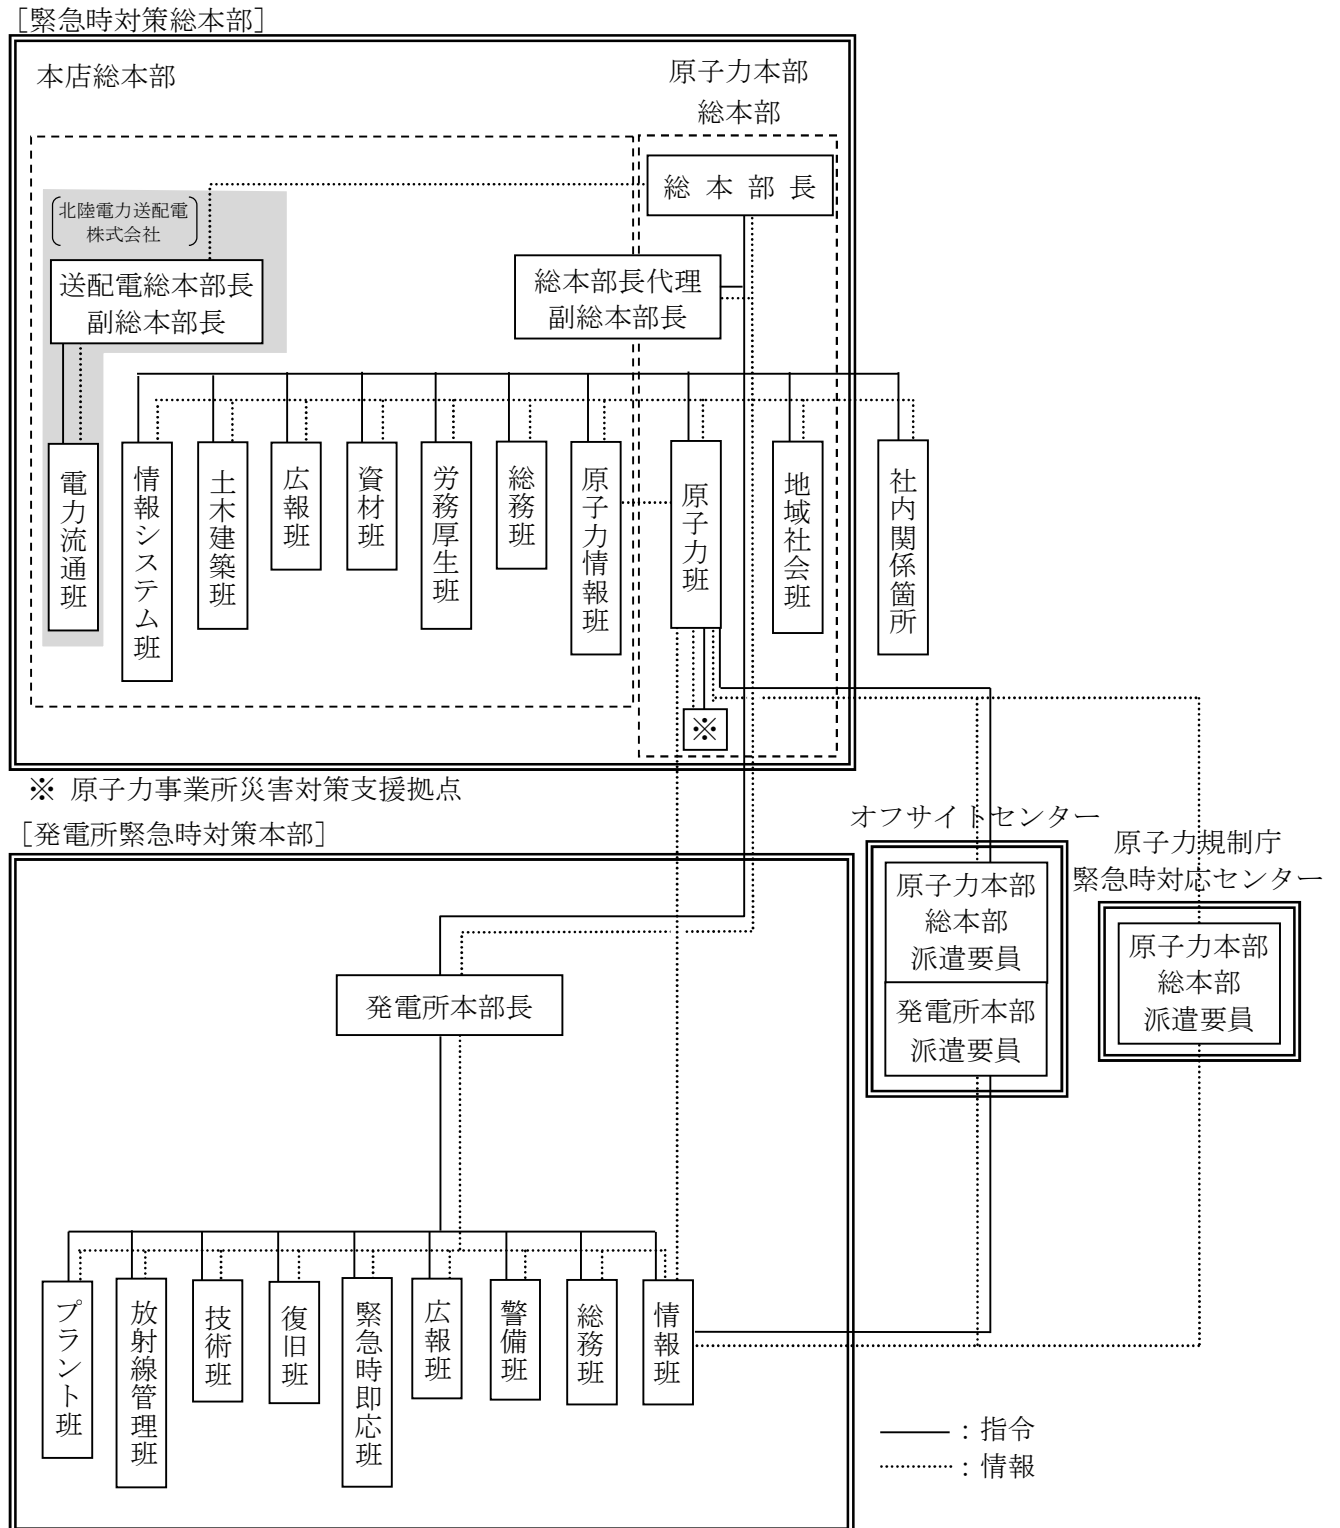 ［緊急時対策総本部］
本店総本部
原子力本部
総本部
総本部長
北陸電力送配電
株式会社
送配電総本部長
副総本部長
総本部長代理
副総本部長
電力流通班
情報システム班
土木建築班
広報班
資材班
労務厚生班
総務班
原子力情報班
原子力班
地域社会班
社内関係箇所
※
※ 原子力事業所災害対策支援拠点
［発電所緊急時対策本部］
オフサイトセンター
原子力規制庁
緊急時対応センター
原子力本部
総本部
派遣要員
発電所本部
派遣要員
原子力本部
総本部
派遣要員
発電所本部長
プラント班
放射線管理班
技術班
復旧班
緊急時即応班
広報班
警備班
総務班
情報班
：指令
：情報